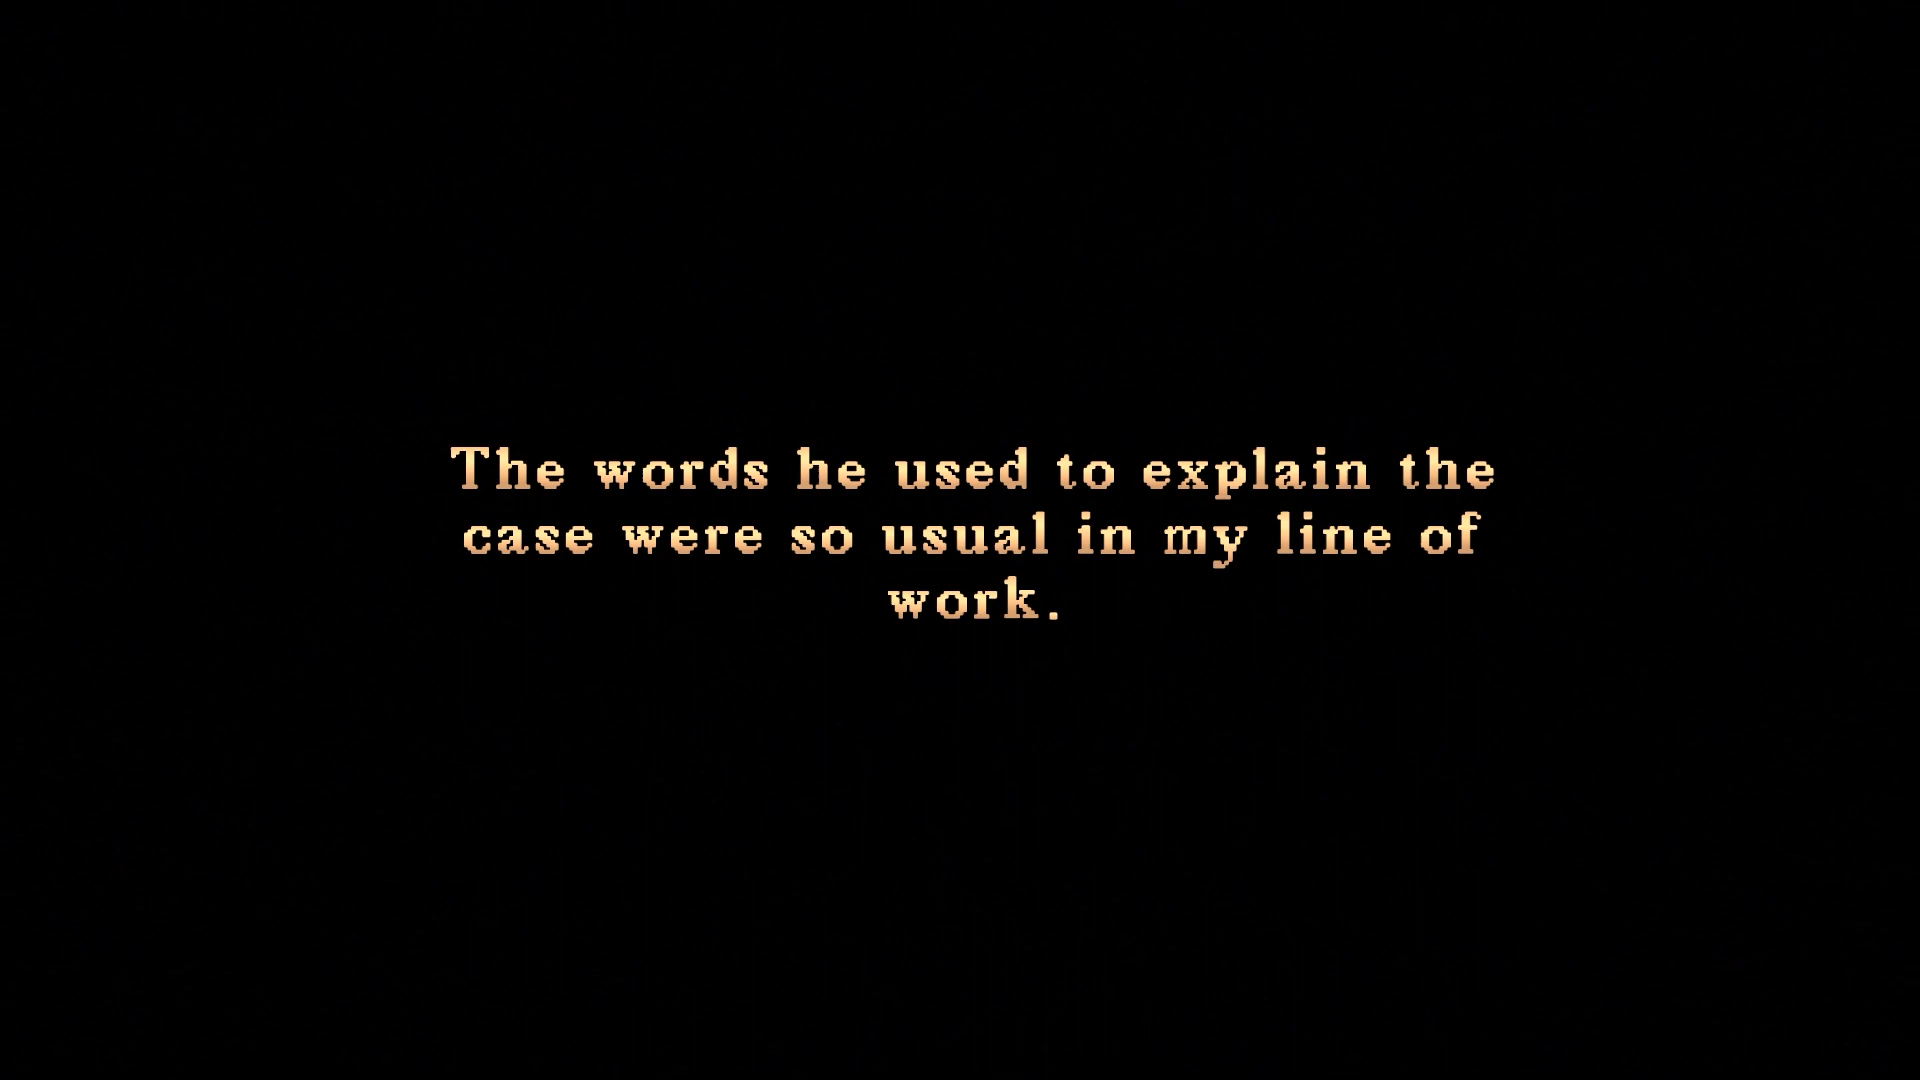 The words he used to explain the
case were so usual in my line of
work.